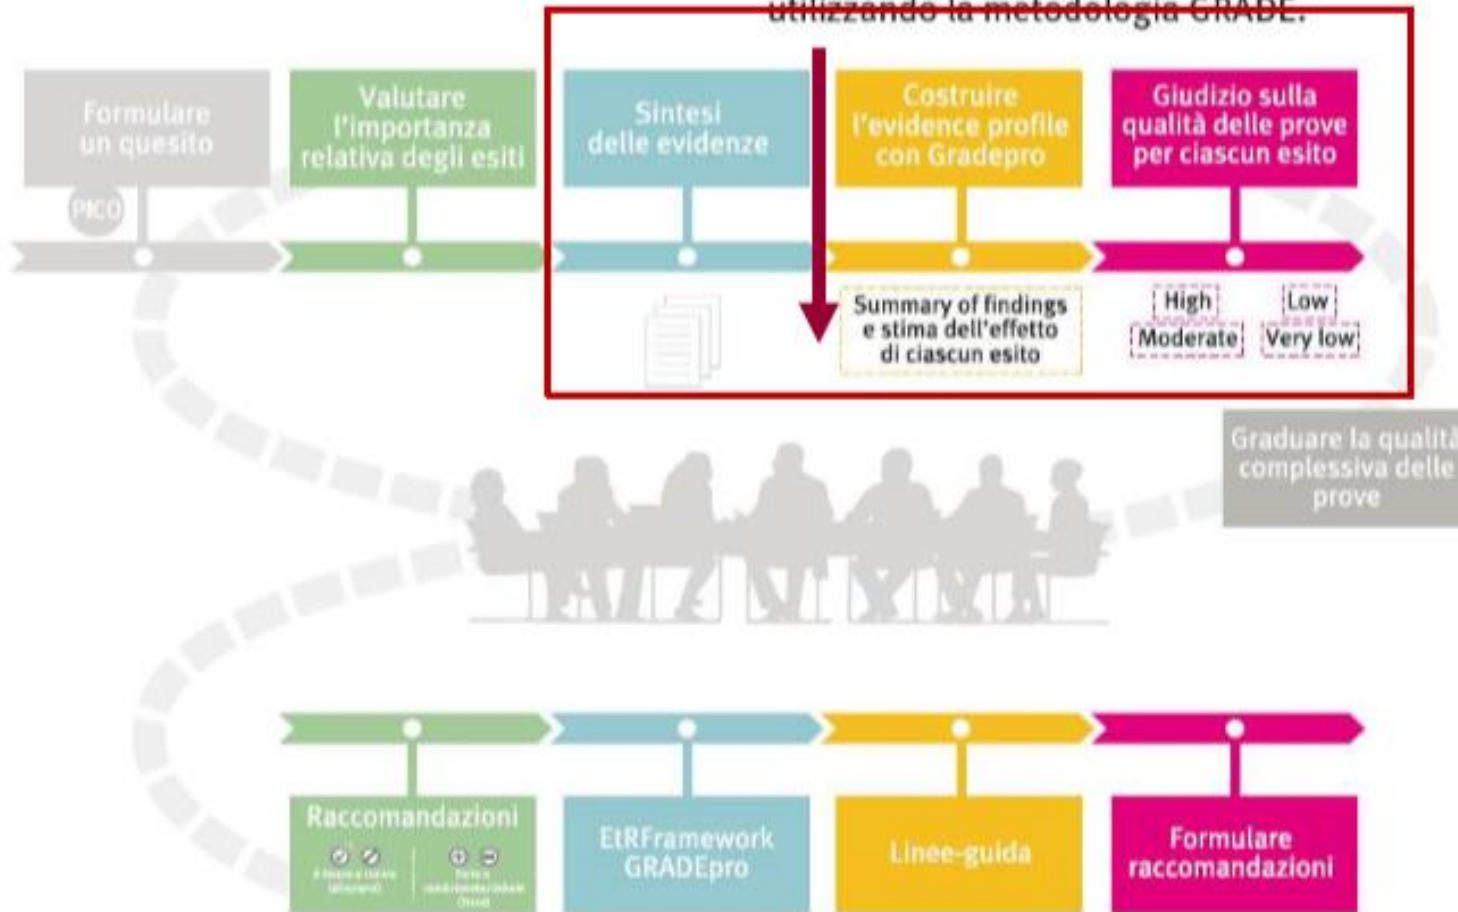 utilizzando la metodologia GRADE.
Formulare
un quesito
Valutare
l'importanza
relativa degli esiti
Sintesi
delle evidenze
Costruire
l'evidence profile
con Gradepro
Giudizio sulla
qualità delle prove
per ciascun esito
PICO
Summary of findings
e stima dell'effetto
di ciascun esito
High
Low
Moderate
Very low
Graduare la qualità
complessiva delle
prove
Raccomandazioni
EtRFramework
GRADEpro
Linee-guida
Formulare
raccomandazioni